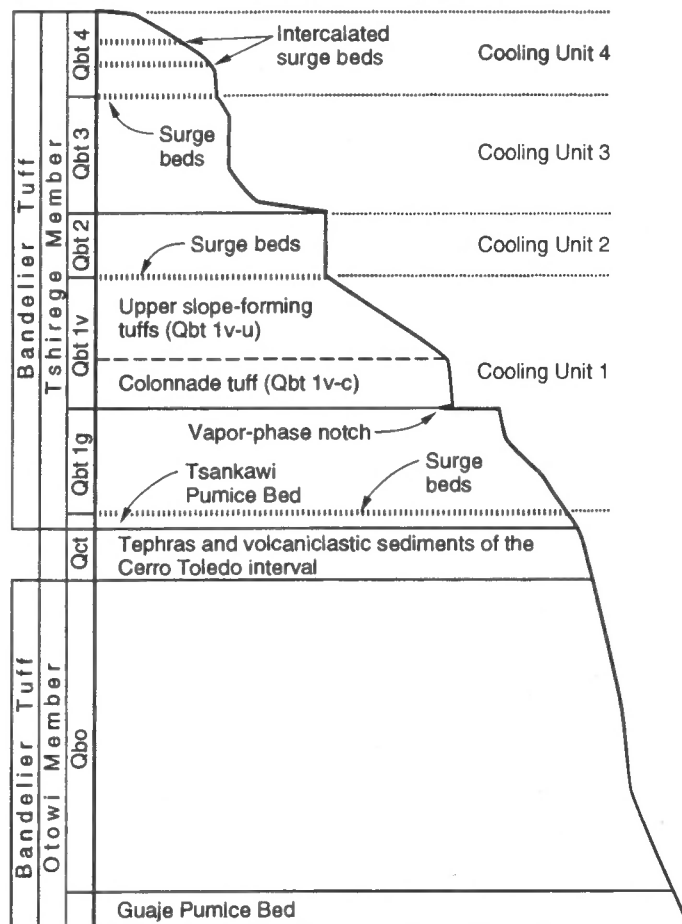 Bandelier Tuff
Tshirege Member
Qbt 4
Intercalated
surge beds
Cooling Unit 4
Qbt 3
Surge
beds
Cooling Unit 3
Qbt 2
Surge beds
Cooling Unit 2
Qbt 1v
Upper slope-forming
tuffs (Qbt 1v-u)
Colonnade tuff (Qbt 1v-c)
Cooling Unit 1
Qbt 1g
Vapor-phase notch
Tsankawi
Pumice Bed
Surge
beds
Qct
Tephras and volcaniclastic sediments of the
Cerro Toledo interval
Bandelier Tuff
Otowi Member
Qbo
Guaje Pumice Bed